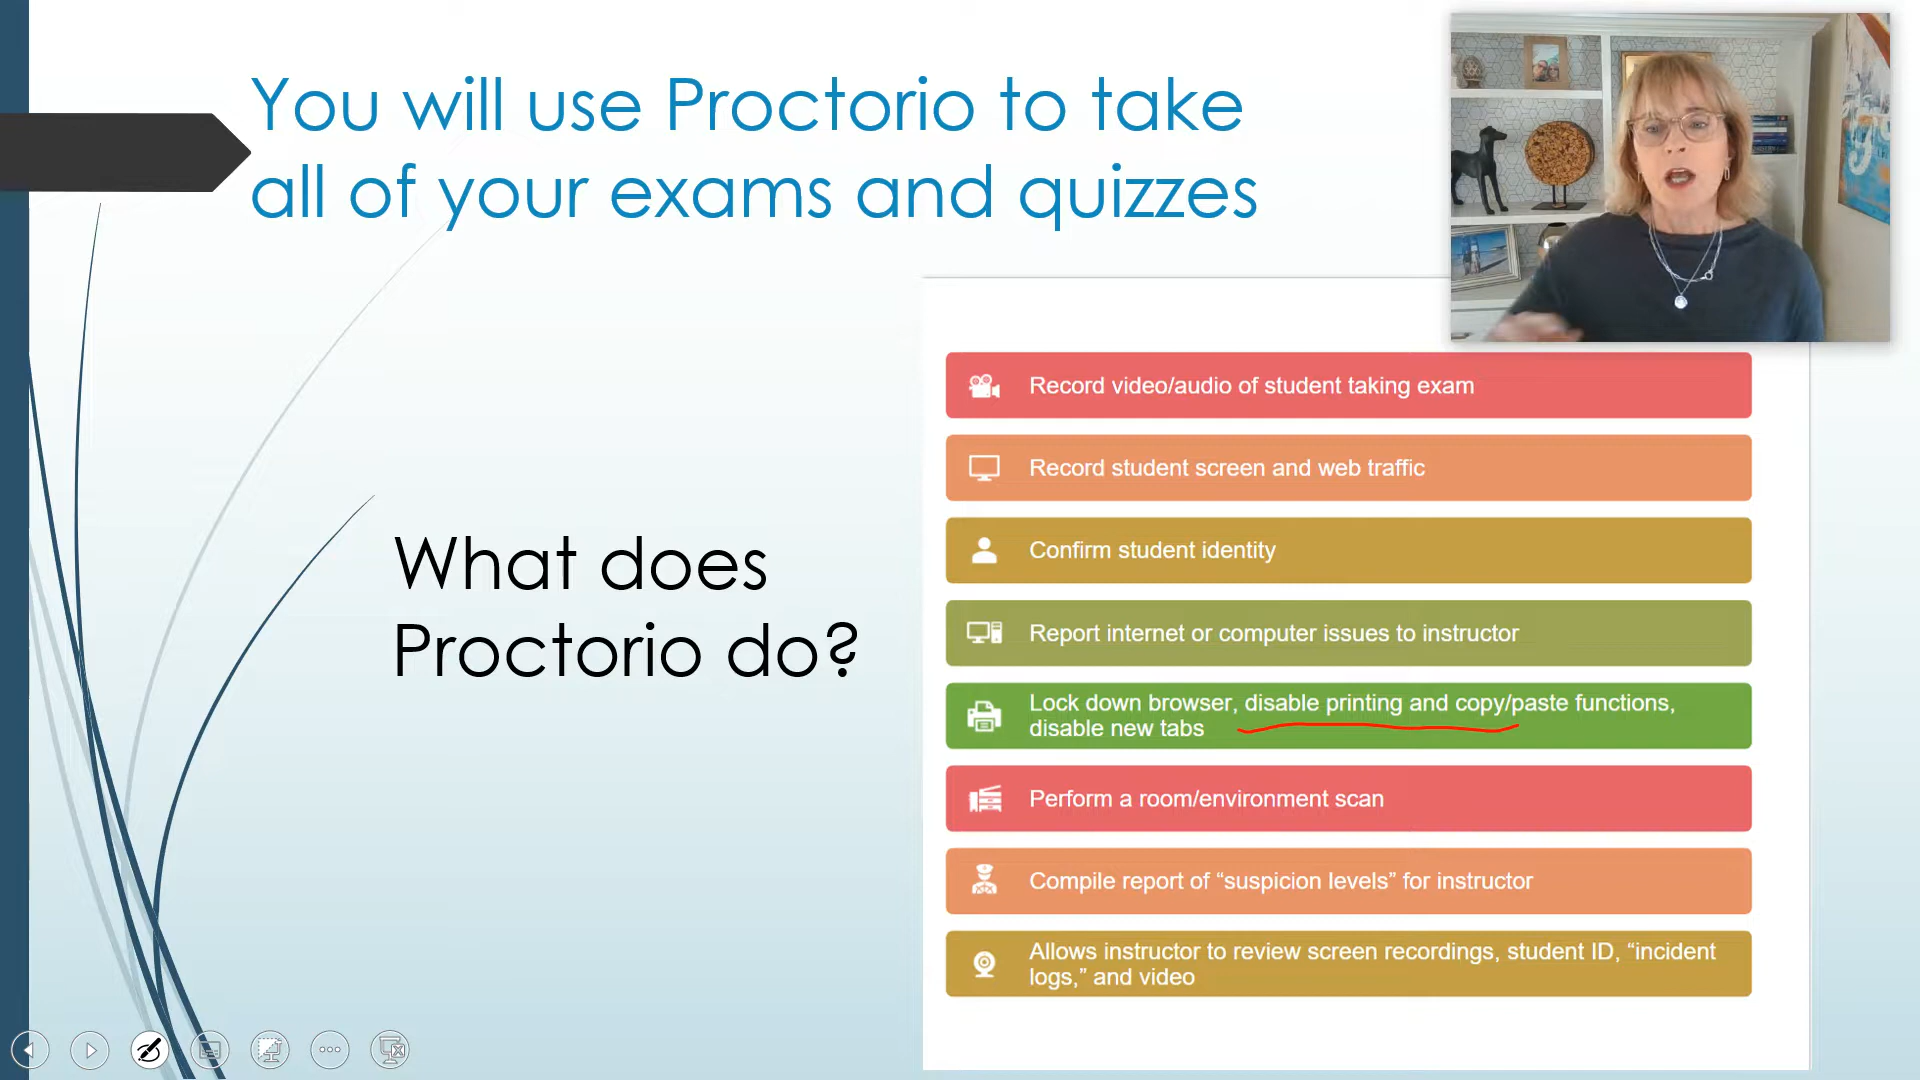 You will use Proctorio to take
all of your exams and quizzes
What does
Proctorio do?
Record video/audio of student taking exam
Record student screen and web traffic
Confirm student identity
Report internet or computer issues to instructor
Lock down browser, disable printing and copy/paste functions,
disable new tabs
Perform a room/environment scan
Compile report of “suspicion levels” for instructor
Allows instructor to review screen recordings, student ID, “incident
logs,” and video